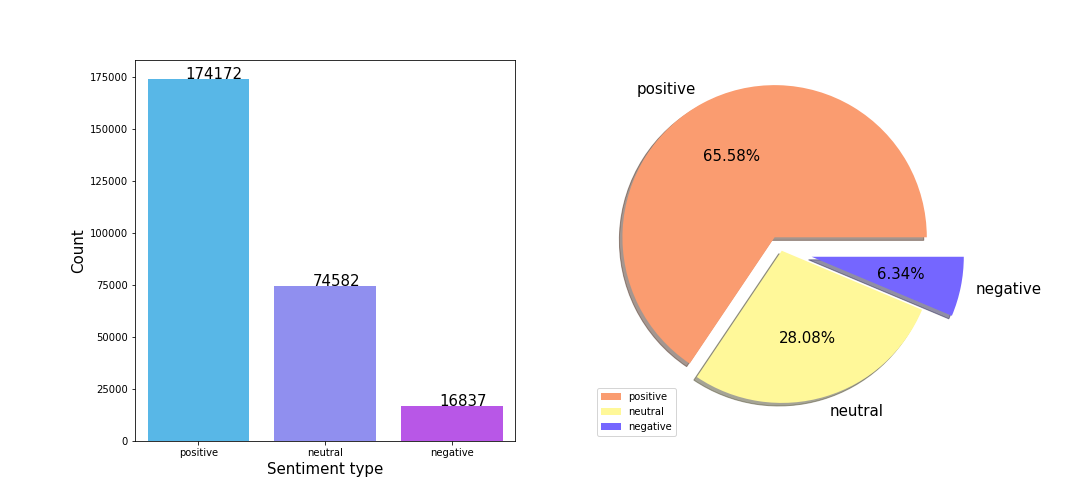 174172
74582
16837
175000
150000
125000
100000
75000
50000
25000
0
Count
positive
neutral
negative
Sentiment type
positive
65.58%
6.34%
negative
28.08%
neutral
positive
neutral
negative